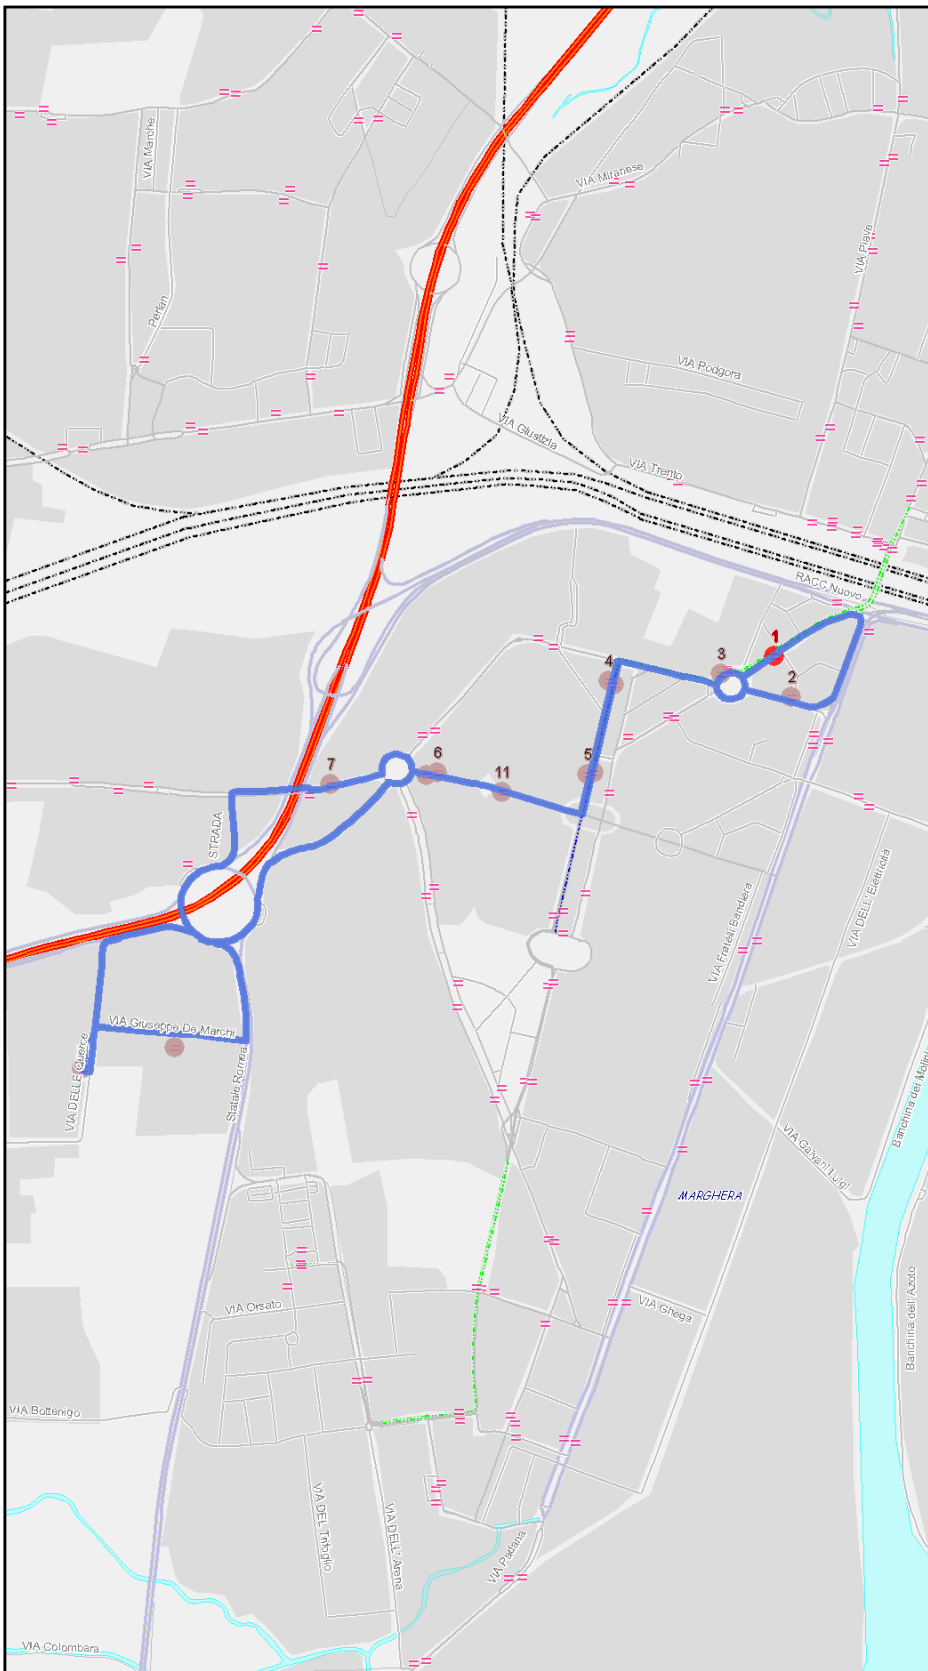 VIA Marche
VIA Miranese
VIA Piave
Perlan
VIA Podgora
VIA Giustizia
VIA Trento
RACC Nuovo
1
3
2
4
5
6
7
11
STRADA
VIA DELL' Elettricità
VIA Fratelli Bandiera
VIA Giuseppe De Marchi
VIA DELLE Querce
Statale Romea
Banchina dei Molini
VIA Galvani Luigi
MARGHERA
VIA Orsato
VIA Ghega
Banchina dell' Azoto
VIA Bottenigo
VIA DEL Trifoglio
VIA DELL' Arena
VIA Padana
VIA Colombara